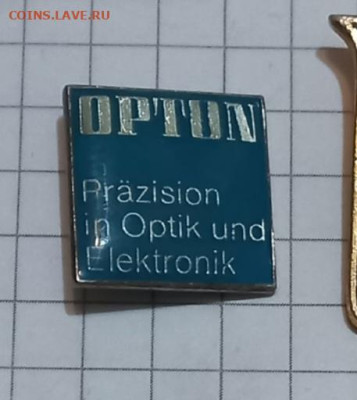 COINS.LAVE.RU
OPTON
Präzision
in Optik und
Elektronik